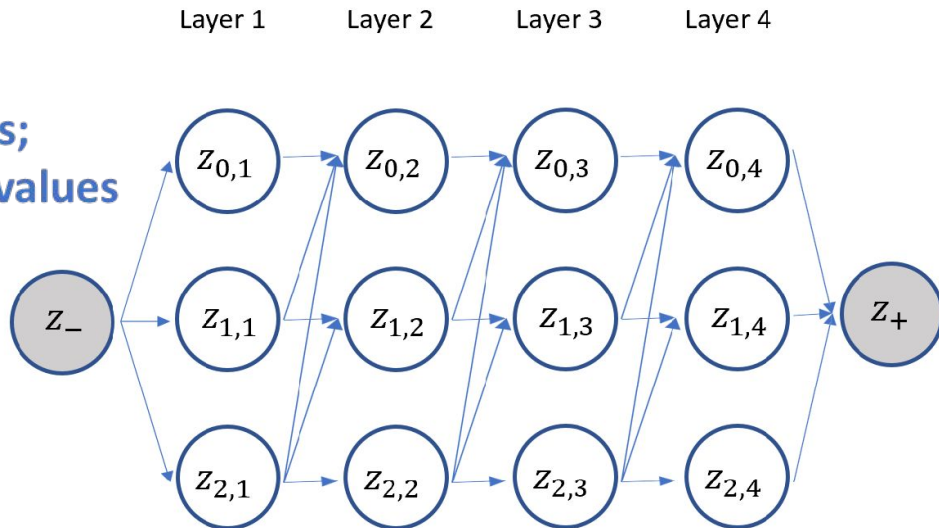 Layer 1 Layer 2 Layer 3 Layer 4
s;
values
z_{0,1} z_{0,2} z_{0,3} z_{0,4}
z_- z_{1,1} z_{1,2} z_{1,3} z_{1,4} z_+
z_{2,1} z_{2,2} z_{2,3} z_{2,4}